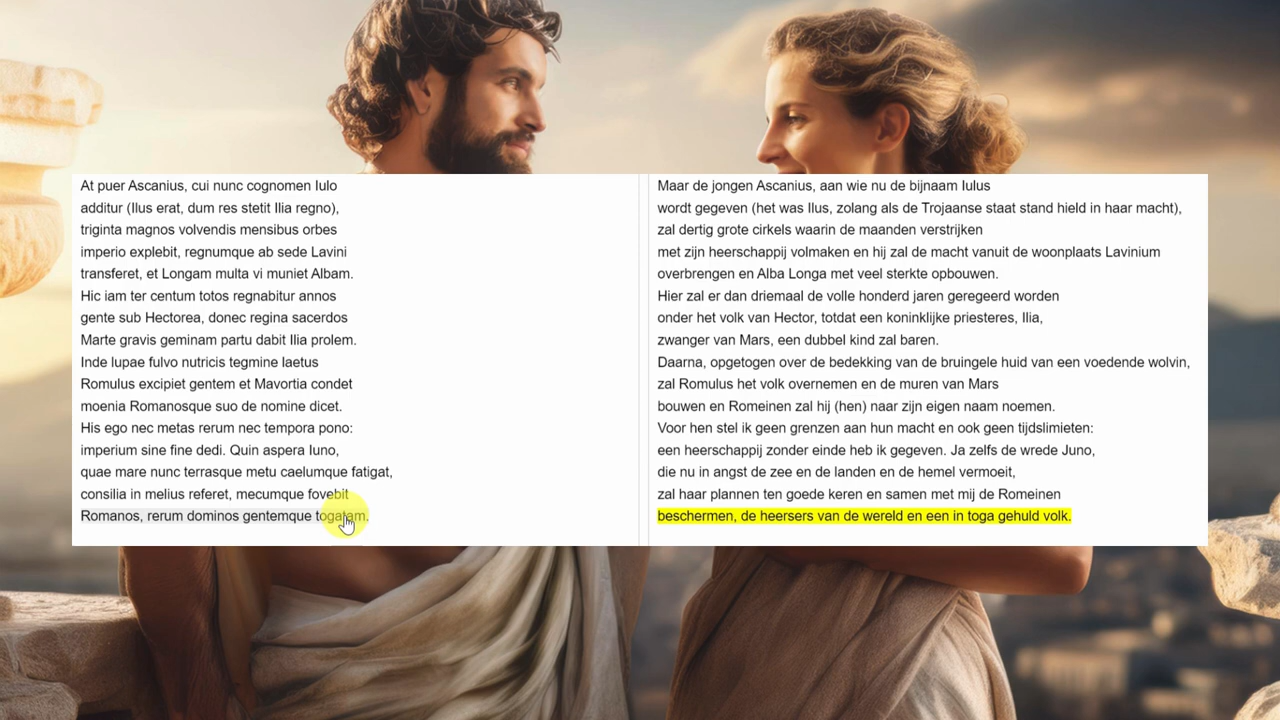 At puer Ascanius, cui nunc cognomen Iulo
additur (Ilus erat, dum res stetit Ilia regno),
triginta magnos volvendis mensibus orbes
imperio explebit, regnumque ab sede Lavini
transferet, et Longam multa vi muniet Albam.
Hic iam ter centum totos regnabitur annos
gente sub Hectorea, donec regina sacerdos
Marte gravis geminam partu dabit Ilia prolem.
Inde lupae fulvo nutricis tegmine laetus
Romulus excipiet gentem et Mavortia condet
moenia Romanosque suo de nomine dicet.
His ego nec metas rerum nec tempora pono:
imperium sine fine dedi. Quin aspera Iuno,
quae mare nunc terrasque metu caelumque fatigat,
consilia in melius referet, mecumque fovebit
Romanos, rerum dominos gentemque togatam.
Maar de jongen Ascanius, aan wie nu de bijnaam Iulus
wordt gegeven (het was Ilus, zolang als de Trojaanse staat stand hield in haar macht),
zal dertig grote cirkels waarin de maanden verstrijken
met zijn heerschappij volmaken en hij zal de macht vanuit de woonplaats Lavinium
overbrengen en Alba Longa met veel sterkte opbouwen.
Hier zal er dan driemaal de volle honderd jaren geregeerd worden
onder het volk van Hector, totdat een koninklijke priesteres, Ilia,
zwanger van Mars, een dubbel kind zal baren.
Daarna, opgetogen over de bedekking van de bruingele huid van een voedende wolvin,
zal Romulus het volk overnemen en de muren van Mars
bouwen en Romeinen zal hij (hen) naar zijn eigen naam noemen.
Voor hen stel ik geen grenzen aan hun macht en ook geen tijdslimieten:
een heerschappij zonder einde heb ik gegeven. Ja zelfs de wrede Juno,
die nu in angst de zee en de landen en de hemel vermoeit,
zal haar plannen ten goede keren en samen met mij de Romeinen
beschermen, de heersers van de wereld en een in toga gehuld volk.